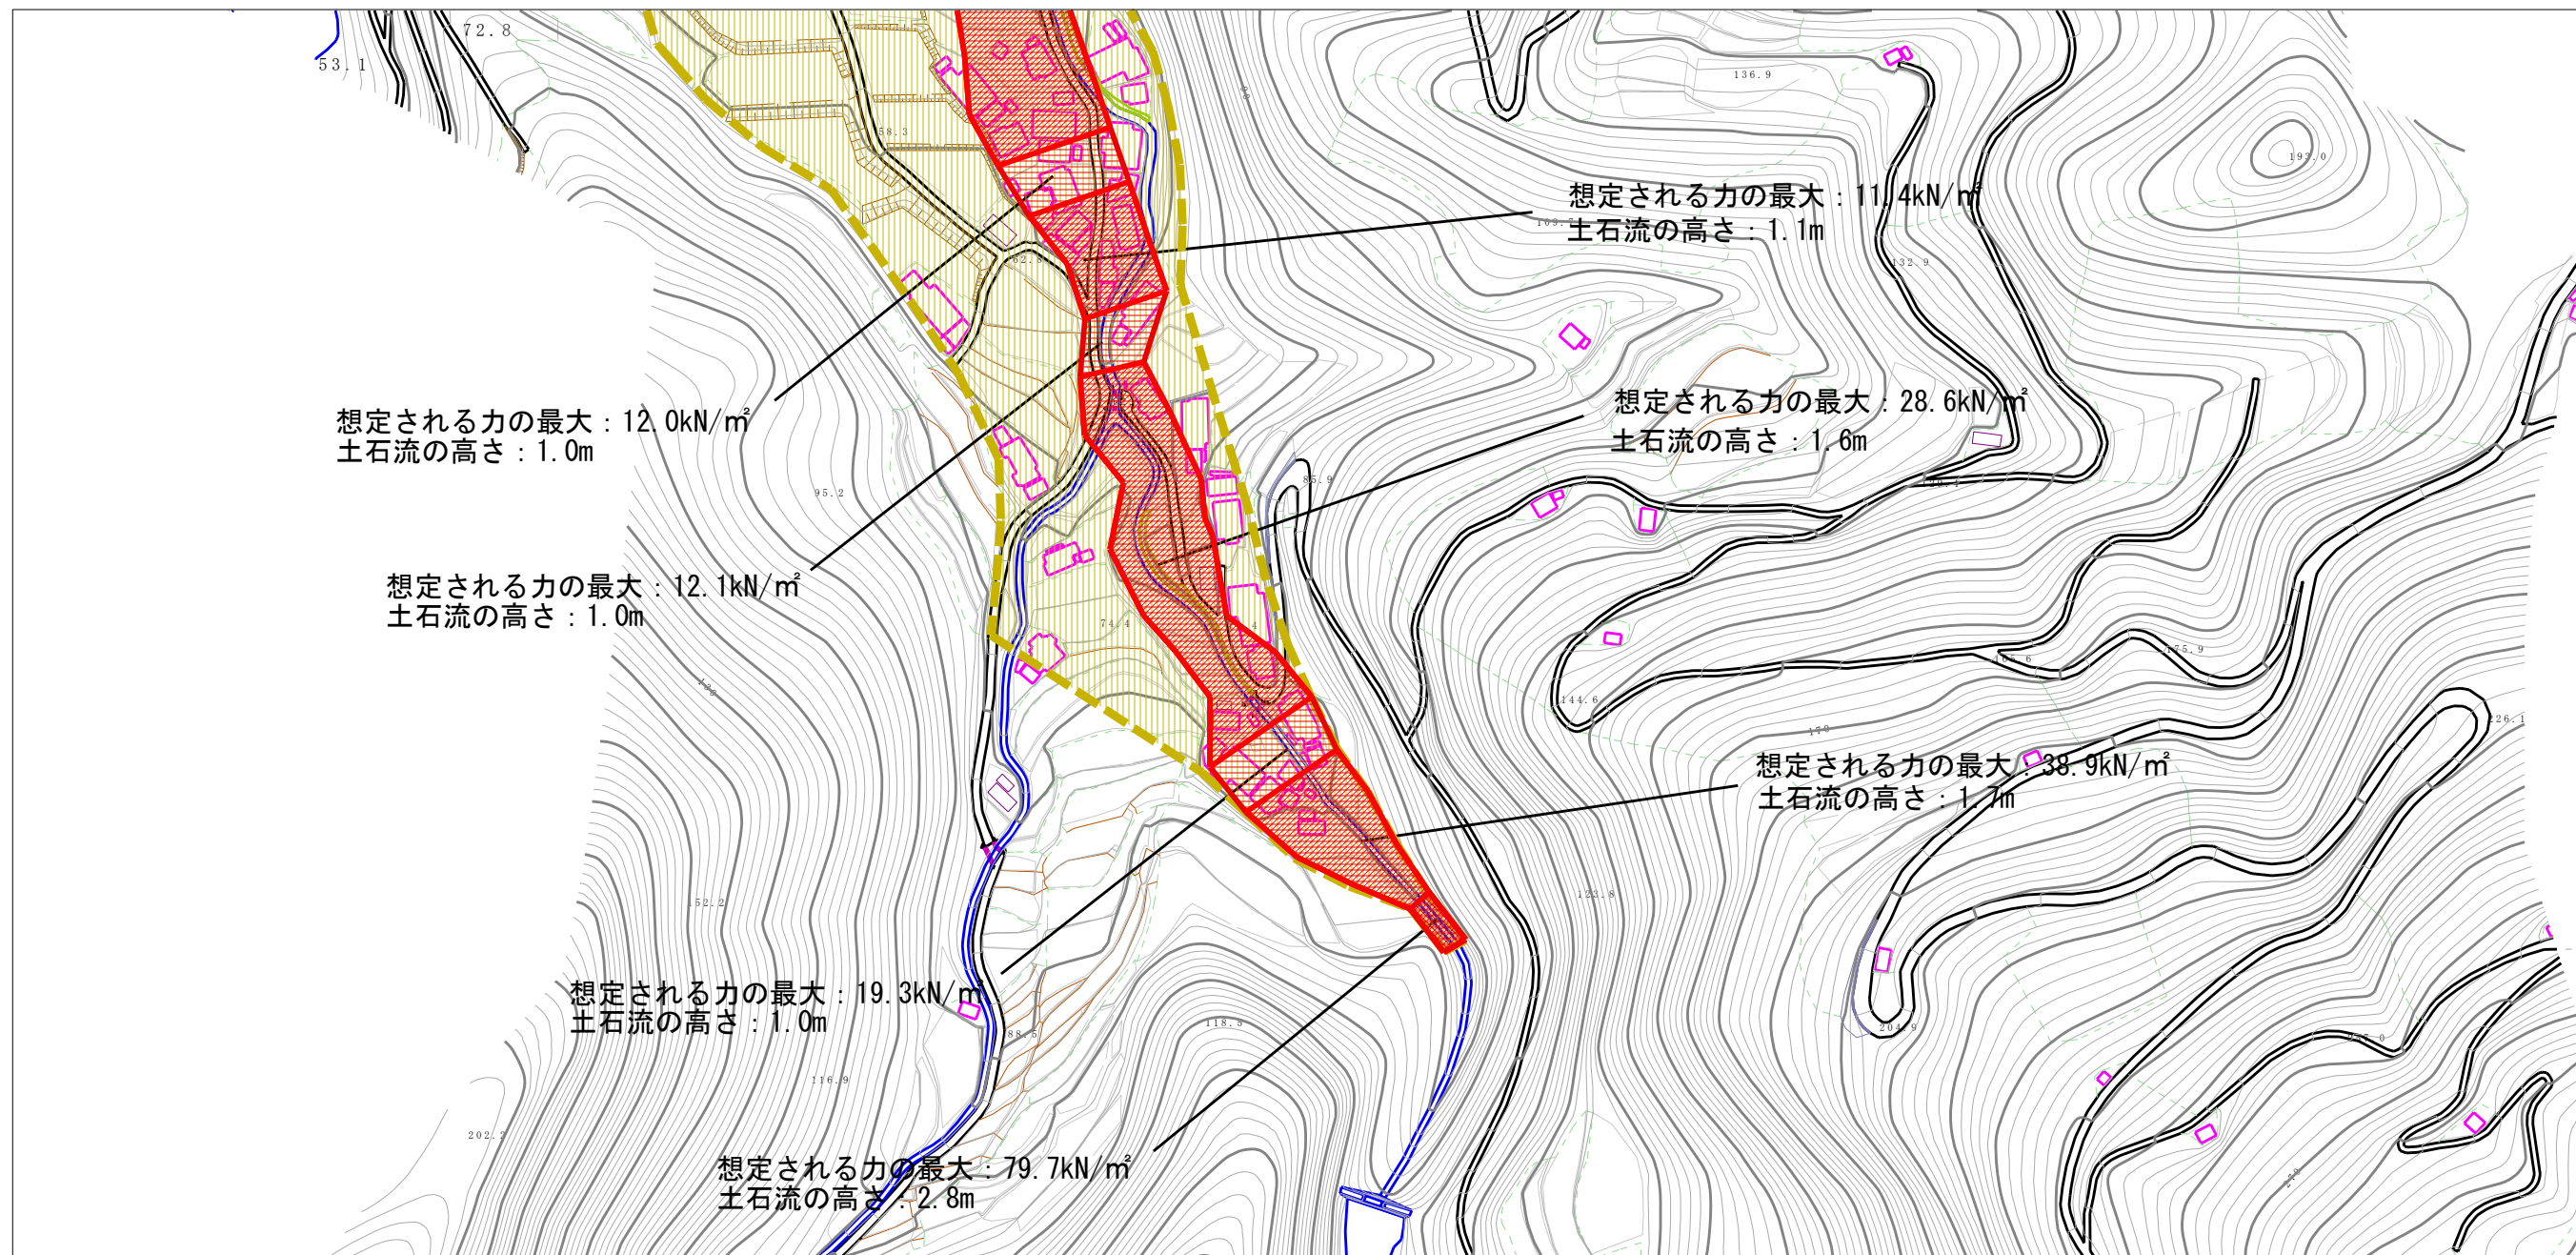 72.8
53.1
136.9
58.3
193.0
想定される力の最大：11.4kN/㎡
土石流の高さ：1.1m
62.8
132.9
想定される力の最大：28.6kN/㎡
土石流の高さ：1.6m
想定される力の最大：12.0kN/㎡
土石流の高さ：1.0m
85.9
95.2
想定される力の最大：12.1kN/㎡
土石流の高さ：1.0m
74.4
175.9
144.6
226.1
170
想定される力の最大：38.9kN/㎡
土石流の高さ：1.7m
123.8
152.2
想定される力の最大：19.3kN/㎡
土石流の高さ：1.0m
118.5
204.9
88.5
116.9
202.2
想定される力の最大：79.7kN/㎡
土石流の高さ：2.8m